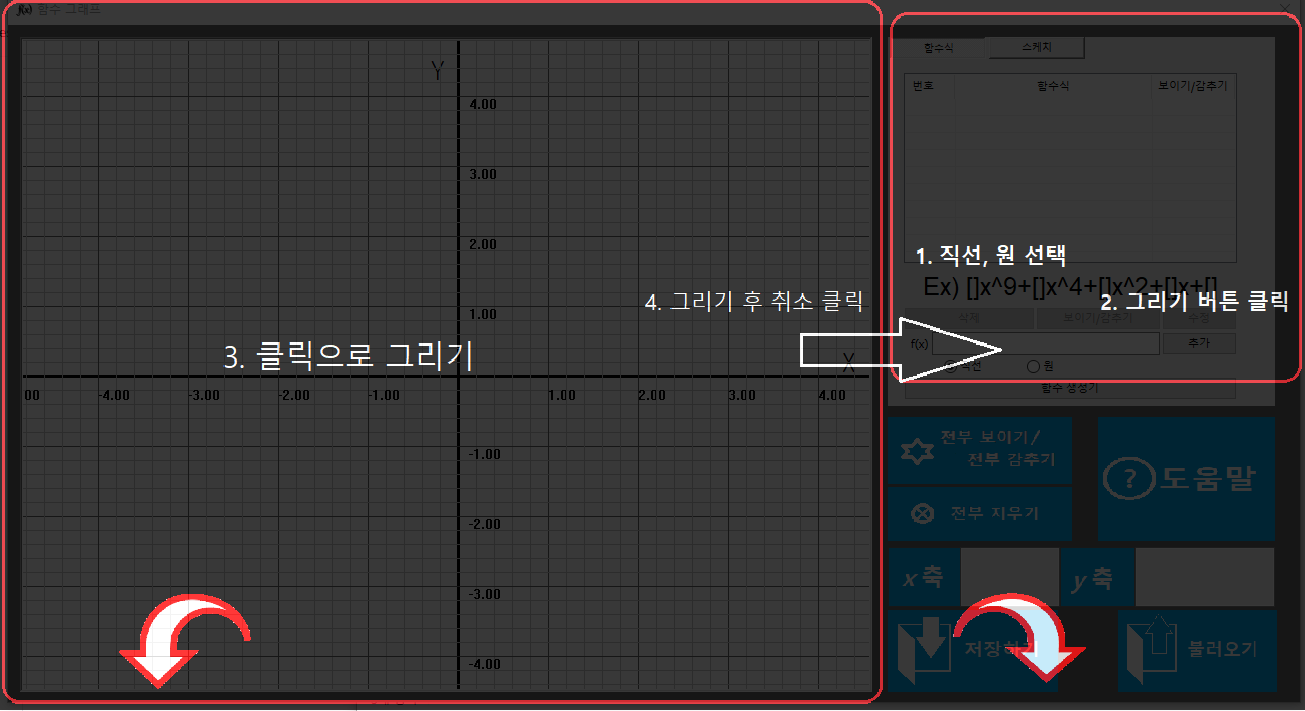 f(x) 함수 그래프
함수식 스케치
번호 함수식 보이기/감추기
Y
4.00
3.00
2.00
1.00
1. 직선, 원 선택
Ex) []x^9+[]x^4+[]x^2+[]x+[]
2. 그리기 버튼 클릭
4. 그리기 후 취소 클릭
삭제 보이기/감추기 수정
3. 클릭으로 그리기
f(x) 추가
X
직선 원
함수 생성기
00 -4.00 -3.00 -2.00 -1.00 1.00 2.00 3.00 4.00
-1.00
-2.00
-3.00
-4.00
전부 보이기/
전부 감추기
전부 지우기
? 도움말
x 축 y 축
저장하기 불러오기